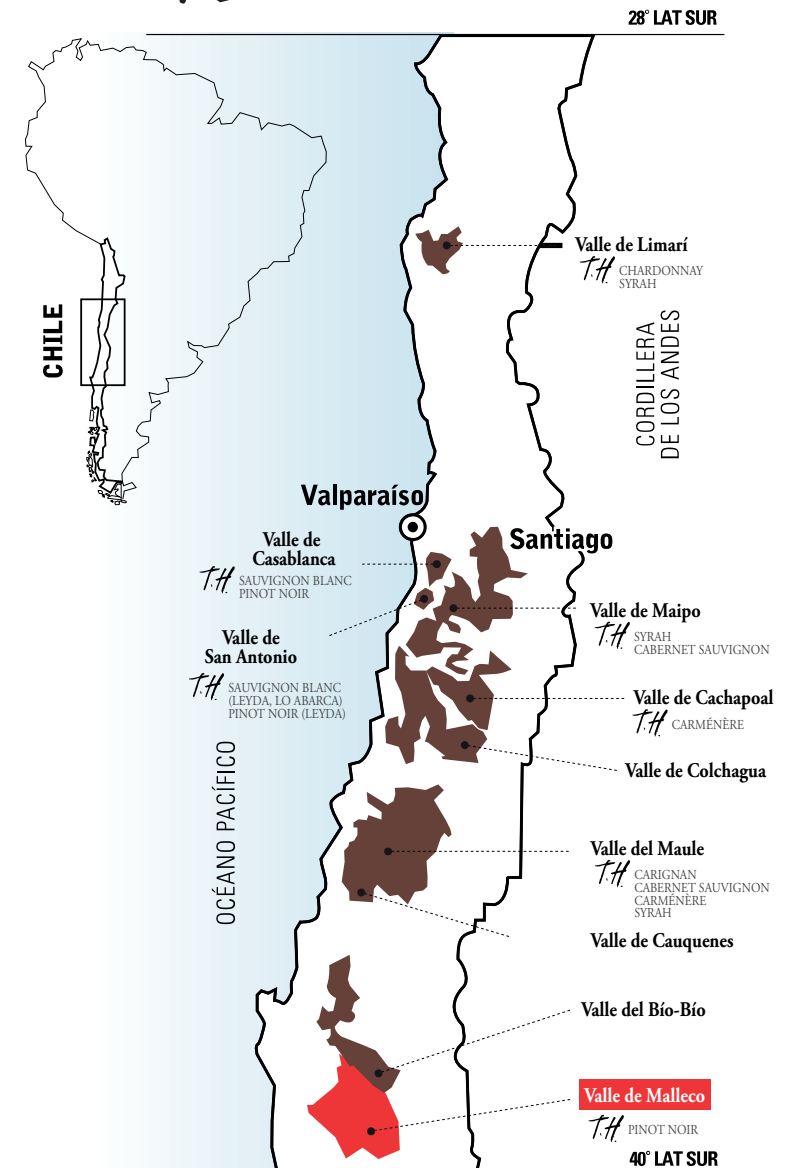 28° LAT SUR
Valle de Limarí
T.H. CHARDONNAY
SYRAH
CHILE
CORDILLERA
DE LOS ANDES
Valparaíso
Santiago
Valle de
Casablanca
T.H. SAUVIGNON BLANC
PINOT NOIR
Valle de Maipo
T.H. SYRAH
CABERNET SAUVIGNON
Valle de
San Antonio
T.H. SAUVIGNON BLANC
(LEYDA, LO ABARCA)
PINOT NOIR (LEYDA)
Valle de Cachapoal
T.H. CARMÉNÈRE
Valle de Colchagua
OCÉANO PACÍFICO
Valle del Maule
T.H. CARIGNAN
CABERNET SAUVIGNON
CARMÉNÈRE
SYRAH
Valle de Cauquenes
Valle del Bío-Bío
Valle de Malleco
T.H. PINOT NOIR
40° LAT SUR